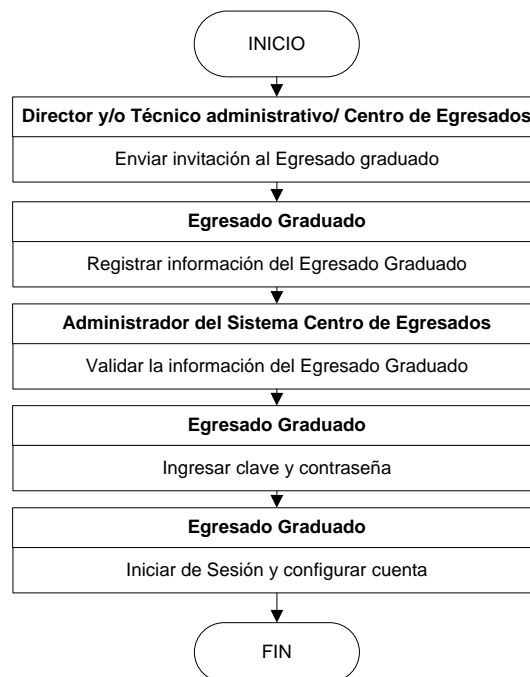 INICIO
Director y/o Técnico administrativo/ Centro de Egresados
Enviar invitación al Egresado graduado
Egresado Graduado
Registrar información del Egresado Graduado
Administrador del Sistema Centro de Egresados
Validar la información del Egresado Graduado
Egresado Graduado
Ingresar clave y contraseña
Egresado Graduado
Iniciar de Sesión y configurar cuenta
FIN